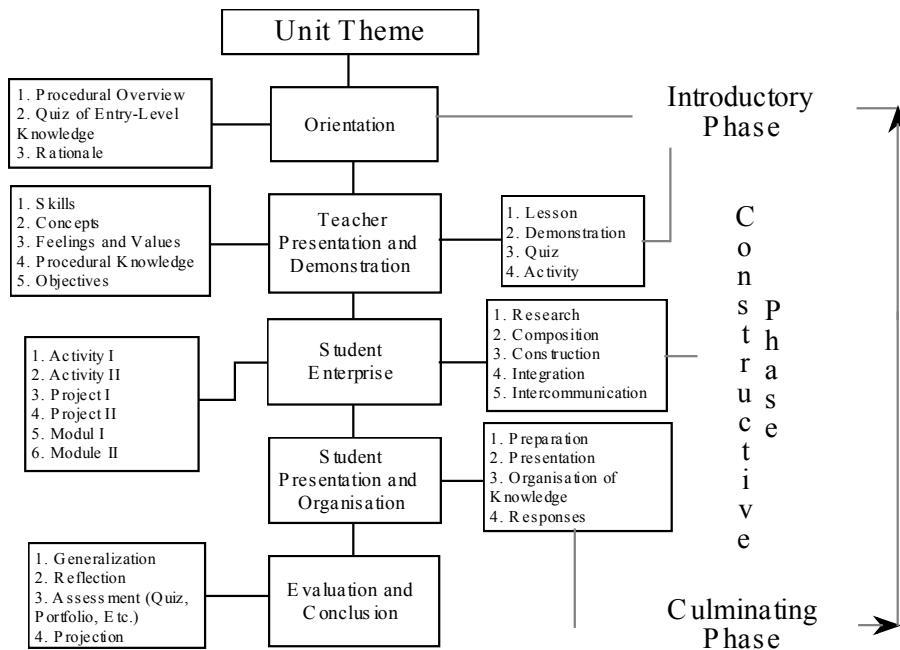 Unit Theme
1. Procedural Overview
2. Quiz of Entry-Level
Knowledge
3. Rationale
Orientation
Introductory
Phase
1. Skills
2. Concepts
3. Feelings and Values
4. Procedural Knowledge
5. Objectives
Teacher
Presentation and
Demonstration
1. Lesson
2. Demonstration
3. Quiz
4. Activity
Constructive
Phase
1. Activity I
2. Activity II
3. Project I
4. Project II
5. Modul I
6. Module II
Student
Enterprise
1. Research
2. Composition
3. Construction
4. Integration
5. Intercommunication
Student
Presentation and
Organisation
1. Preparation
2. Presentation
3. Organisation of
Knowledge
4. Responses
1. Generalization
2. Reflection
3. Assessment (Quiz,
Portfolio, Etc.)
4. Projection
Evaluation and
Conclusion
Culminating
Phase